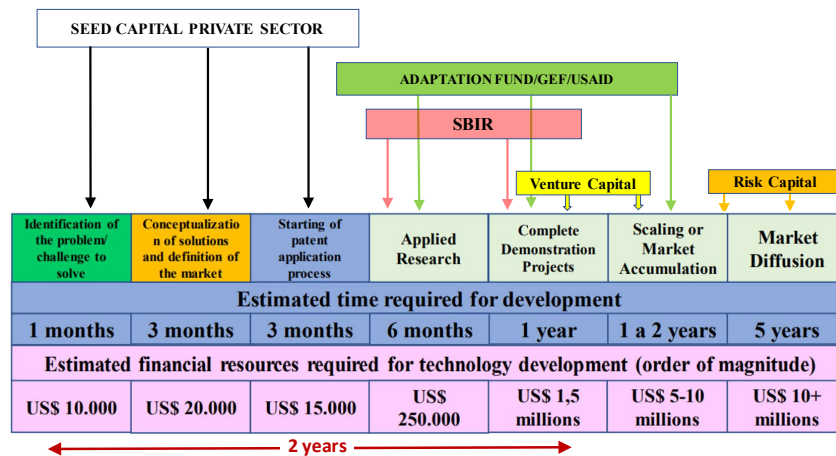 SEED CAPITAL PRIVATE SECTOR
ADAPTATION FUND/GEF/USAID
SBIR
Venture Capital
Risk Capital
Identification of
the problem/
challenge to
solve
Conceptualizatio
n of solutions
and definition of
the market
Starting of
patent
application
process
Applied
Research
Complete
Demonstration
Projects
Scaling or
Market
Accumulation
Market
Diffusion
Estimated time required for development
1 months
3 months
3 months
6 months
1 year
1 a 2 years
5 years
Estimated financial resources required for technology development (order of magnitude)
US$ 10.000
US$ 20.000
US$ 15.000
US$
250.000
US$ 1,5
millions
US$ 5-10
millions
US$ 10+
millions
2 years